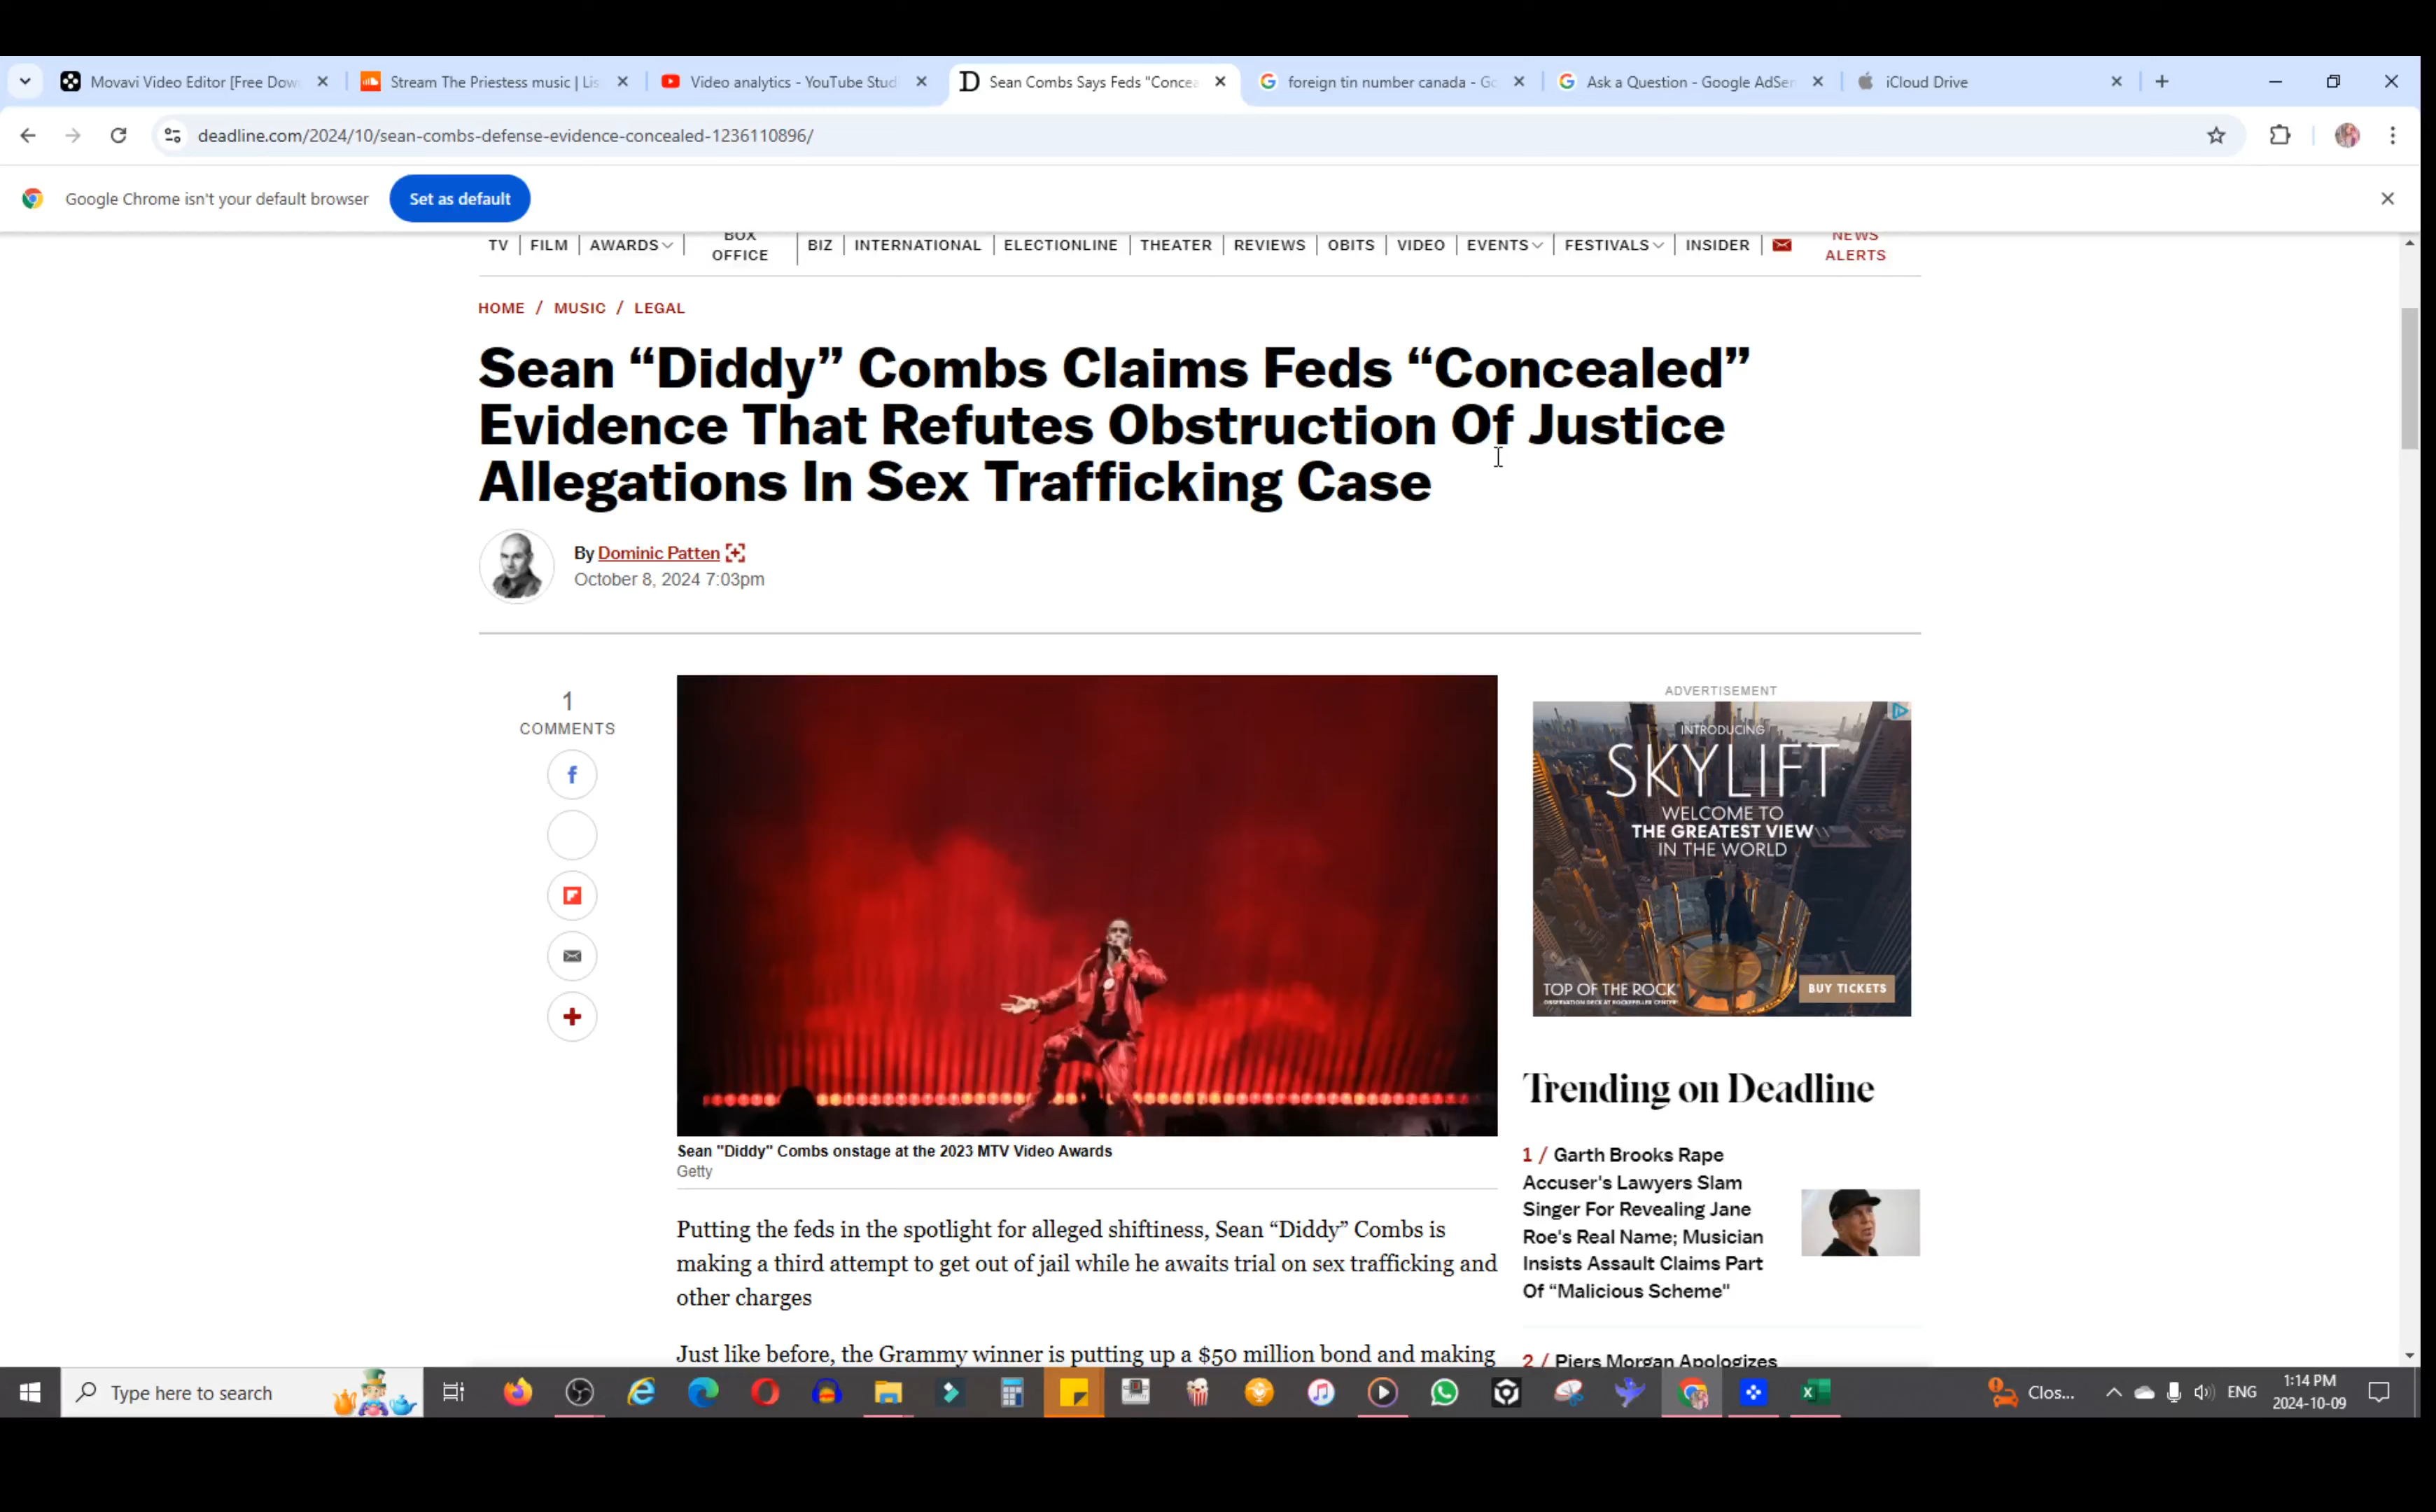 Movavi Video Editor [Free Dow
Stream The Priestess music | Lis
Video analytics - YouTube Stud
Sean Combs Says Feds "Concea
foreign tin number canada - Go
Ask a Question - Google AdSen
iCloud Drive
deadline.com/2024/10/sean-combs-defense-evidence-concealed-1236110896/
Google Chrome isn't your default browser
Set as default
TV | FILM | AWARDS | BOX OFFICE | BIZ | INTERNATIONAL | ELECTIONLINE | THEATER | REVIEWS | OBITS | VIDEO | EVENTS | FESTIVALS | INSIDER | NEWS ALERTS
HOME / MUSIC / LEGAL
Sean “Diddy” Combs Claims Feds “Concealed”
Evidence That Refutes Obstruction Of Justice
Allegations In Sex Trafficking Case
By Dominic Patten
October 8, 2024 7:03pm
1
COMMENTS
Sean "Diddy" Combs onstage at the 2023 MTV Video Awards
Getty
Putting the feds in the spotlight for alleged shiftiness, Sean “Diddy” Combs is
making a third attempt to get out of jail while he awaits trial on sex trafficking and
other charges
Just like before, the Grammy winner is putting up a $50 million bond and making
ADVERTISEMENT
INTRODUCING
SKYLIFT
WELCOME TO
THE GREATEST VIEW
IN THE WORLD
TOP OF THE ROCK
OBSERVATION DECK AT ROCKEFELLER CENTER
BUY TICKETS
Trending on Deadline
1 / Garth Brooks Rape
Accuser's Lawyers Slam
Singer For Revealing Jane
Roe's Real Name; Musician
Insists Assault Claims Part
Of “Malicious Scheme"
2 / Piers Morgan Apologizes
Type here to search
Clos...
ENG
1:14 PM
2024-10-09